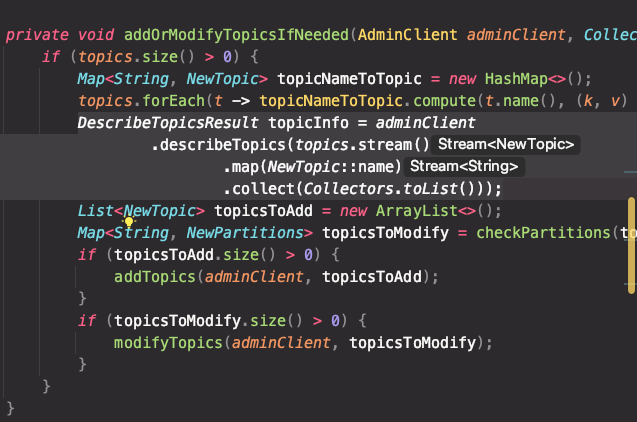 private void addOrModifyTopicsIfNeeded(AdminClient adminClient, Collec
if (topics.size() > 0) {
Map<String, NewTopic> topicNameToTopic = new HashMap<>();
topics.forEach(t -> topicNameToTopic.compute(t.name(), (k, v)
DescribeTopicsResult topicInfo = adminClient
.describeTopics(topics.stream() Stream<NewTopic>
.map(NewTopic::name) Stream<String>
.collect(Collectors.toList()));
List<NewTopic> topicsToAdd = new ArrayList<>();
Map<String, NewPartitions> topicsToModify = checkPartitions(to
if (topicsToAdd.size() > 0) {
addTopics(adminClient, topicsToAdd);
}
if (topicsToModify.size() > 0) {
modifyTopics(adminClient, topicsToModify);
}
}
}